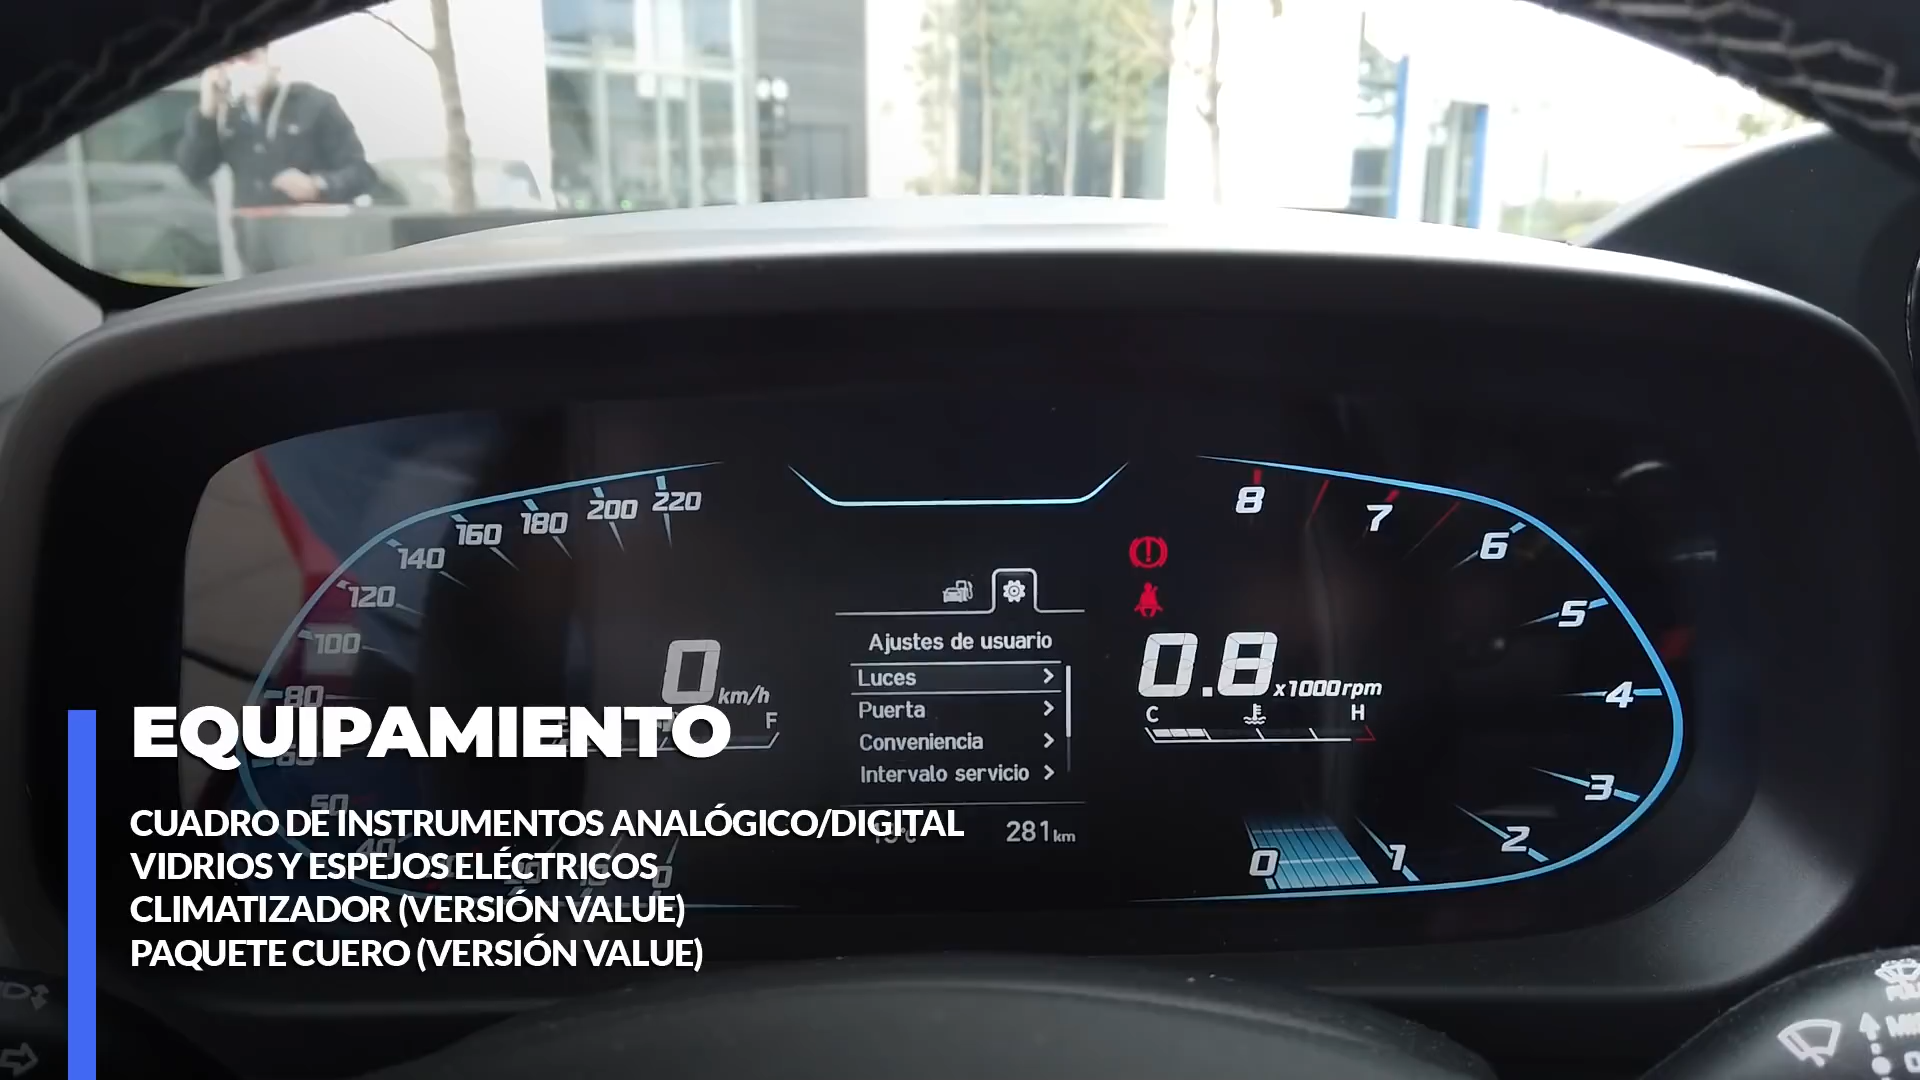 220
200
180
160
140
120
100
80
8
7
6
5
4
3
2
1
0
Ajustes de usuario
Luces
Puerta
Conveniencia
Intervalo servicio
0 km/h
F
0.8 x1000rpm
C
H
281 km
EQUIPAMIENTO
CUADRO DE INSTRUMENTOS ANALÓGICO/DIGITAL
VIDRIOS Y ESPEJOS ELÉCTRICOS
CLIMATIZADOR (VERSIÓN VALUE)
PAQUETE CUERO (VERSIÓN VALUE)